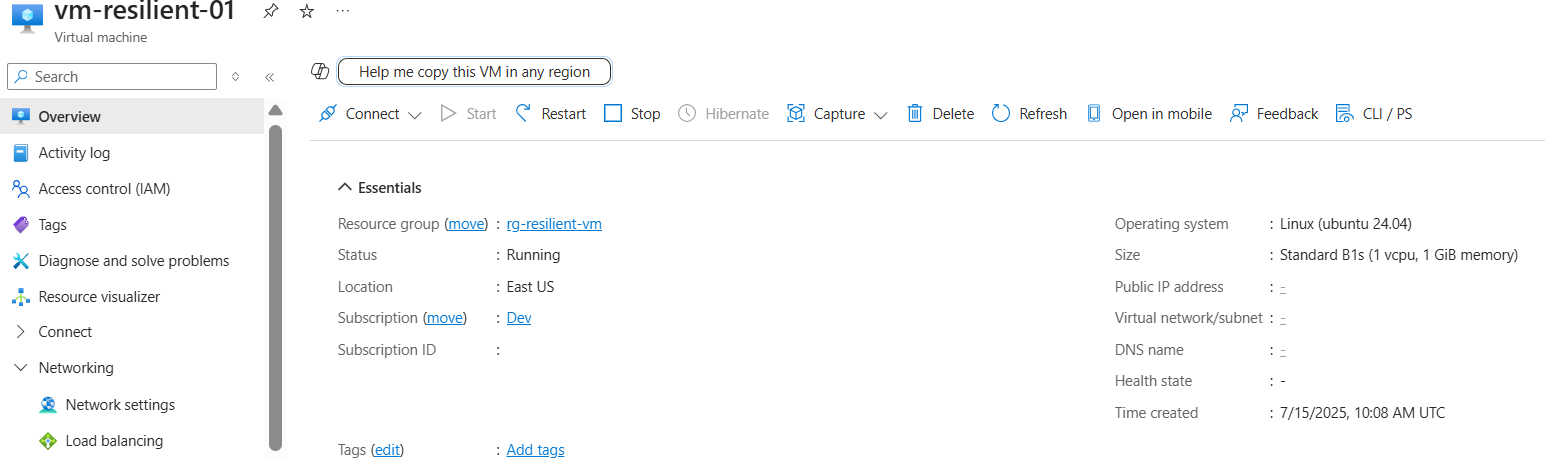 vm-resilient-01
...
Virtual machine
Search
Help me copy this VM in any region
Connect Start Restart Stop Hibernate Capture Delete Refresh Open in mobile Feedback CLI / PS
Overview
Activity log
Access control (IAM)
Tags
Diagnose and solve problems
Resource visualizer
Connect
Networking
Network settings
Load balancing
Essentials
Resource group (move) : rg-resilient-vm
Status : Running
Location : East US
Subscription (move) : Dev
Subscription ID :
Tags (edit) : Add tags
Operating system : Linux (ubuntu 24.04)
Size : Standard B1s (1 vcpu, 1 GiB memory)
Public IP address : -
Virtual network/subnet : -
DNS name : -
Health state : -
Time created : 7/15/2025, 10:08 AM UTC